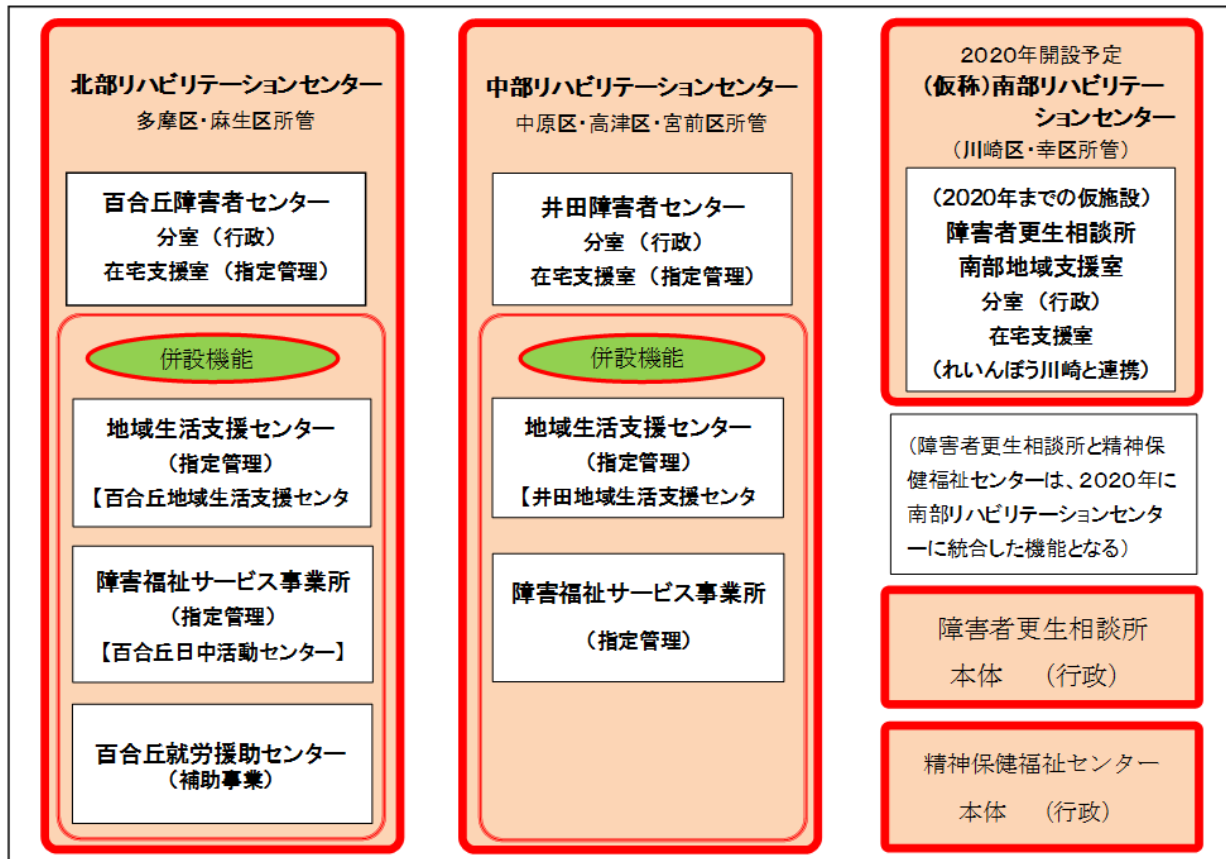 北部リハビリテーションセンター
多摩区・麻生区所管
百合丘障害者センター
分室（行政）
在宅支援室（指定管理）
併設機能
地域生活支援センター
（指定管理）
【百合丘地域生活支援センタ
障害福祉サービス事業所
（指定管理）
【百合丘日中活動センター】
百合丘就労援助センター
（補助事業）
中部リハビリテーションセンター
中原区・高津区・宮前区所管
井田障害者センター
分室（行政）
在宅支援室（指定管理）
併設機能
地域生活支援センター
（指定管理）
【井田地域生活支援センタ
障害福祉サービス事業所
（指定管理）
2020年開設予定
（仮称）南部リハビリテー
ションセンター
（川崎区・幸区所管）
（2020年までの仮施設）
障害者更生相談所
南部地域支援室
分室（行政）
在宅支援室
（れいんぼう川崎と連携）
（障害者更生相談所と精神保
健福祉センターは、2020年に
南部リハビリテーションセンタ
ーに統合した機能となる）
障害者更生相談所
本体　（行政）
精神保健福祉センター
本体　（行政）